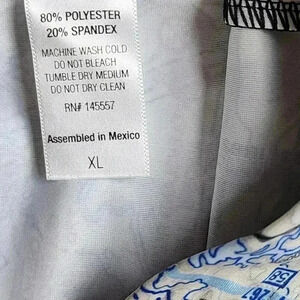 80% POLYESTER
20% SPANDEX
MACHINE WASH COLD
DO NOT BLEACH
TUMBLE DRY MEDIUM
DO NOT DRY CLEAN
RN# 145557
Assembled in Mexico
XL